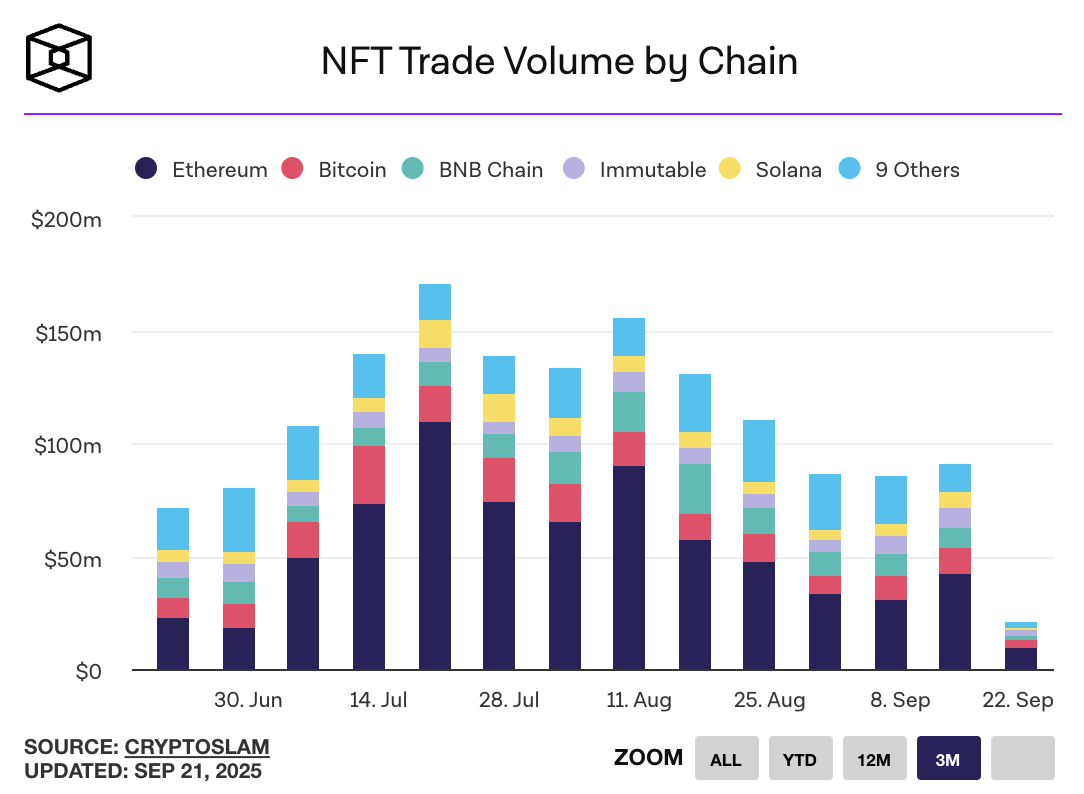 NFT Trade Volume by Chain
Ethereum Bitcoin BNB Chain Immutable Solana 9 Others
$200m
$150m
$100m
$50m
$0
30. Jun 14. Jul 28. Jul 11. Aug 25. Aug 8. Sep 22. Sep
SOURCE: CRYPTOSLAM
UPDATED: SEP 21, 2025
ZOOM ALL YTD 12M 3M